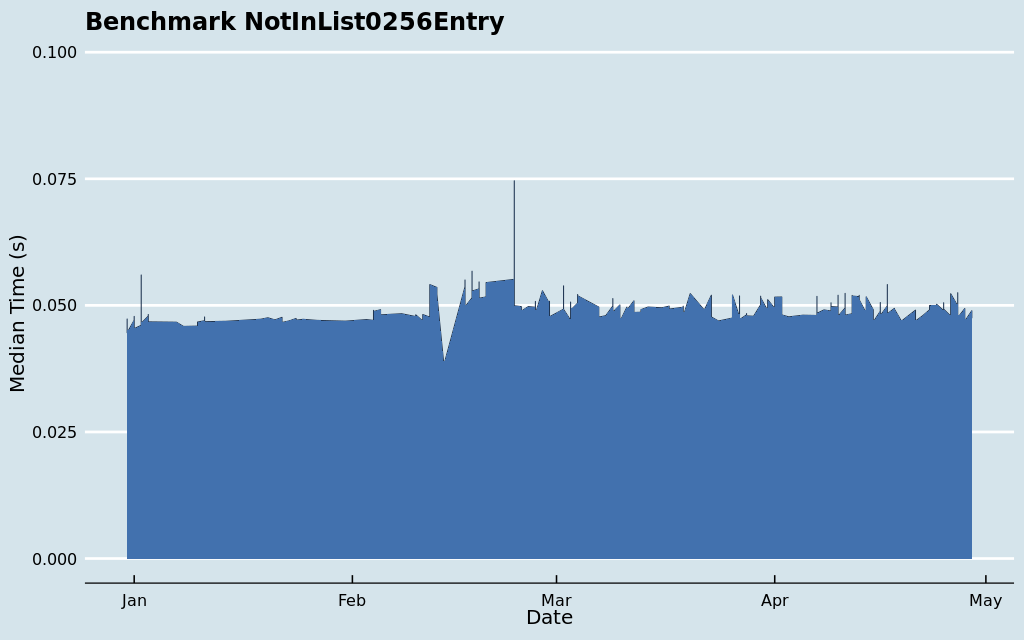 Benchmark NotInList0256Entry
0.100
0.075
0.050
0.025
0.000
Median Time (s)
Jan Feb Mar Apr May
Date